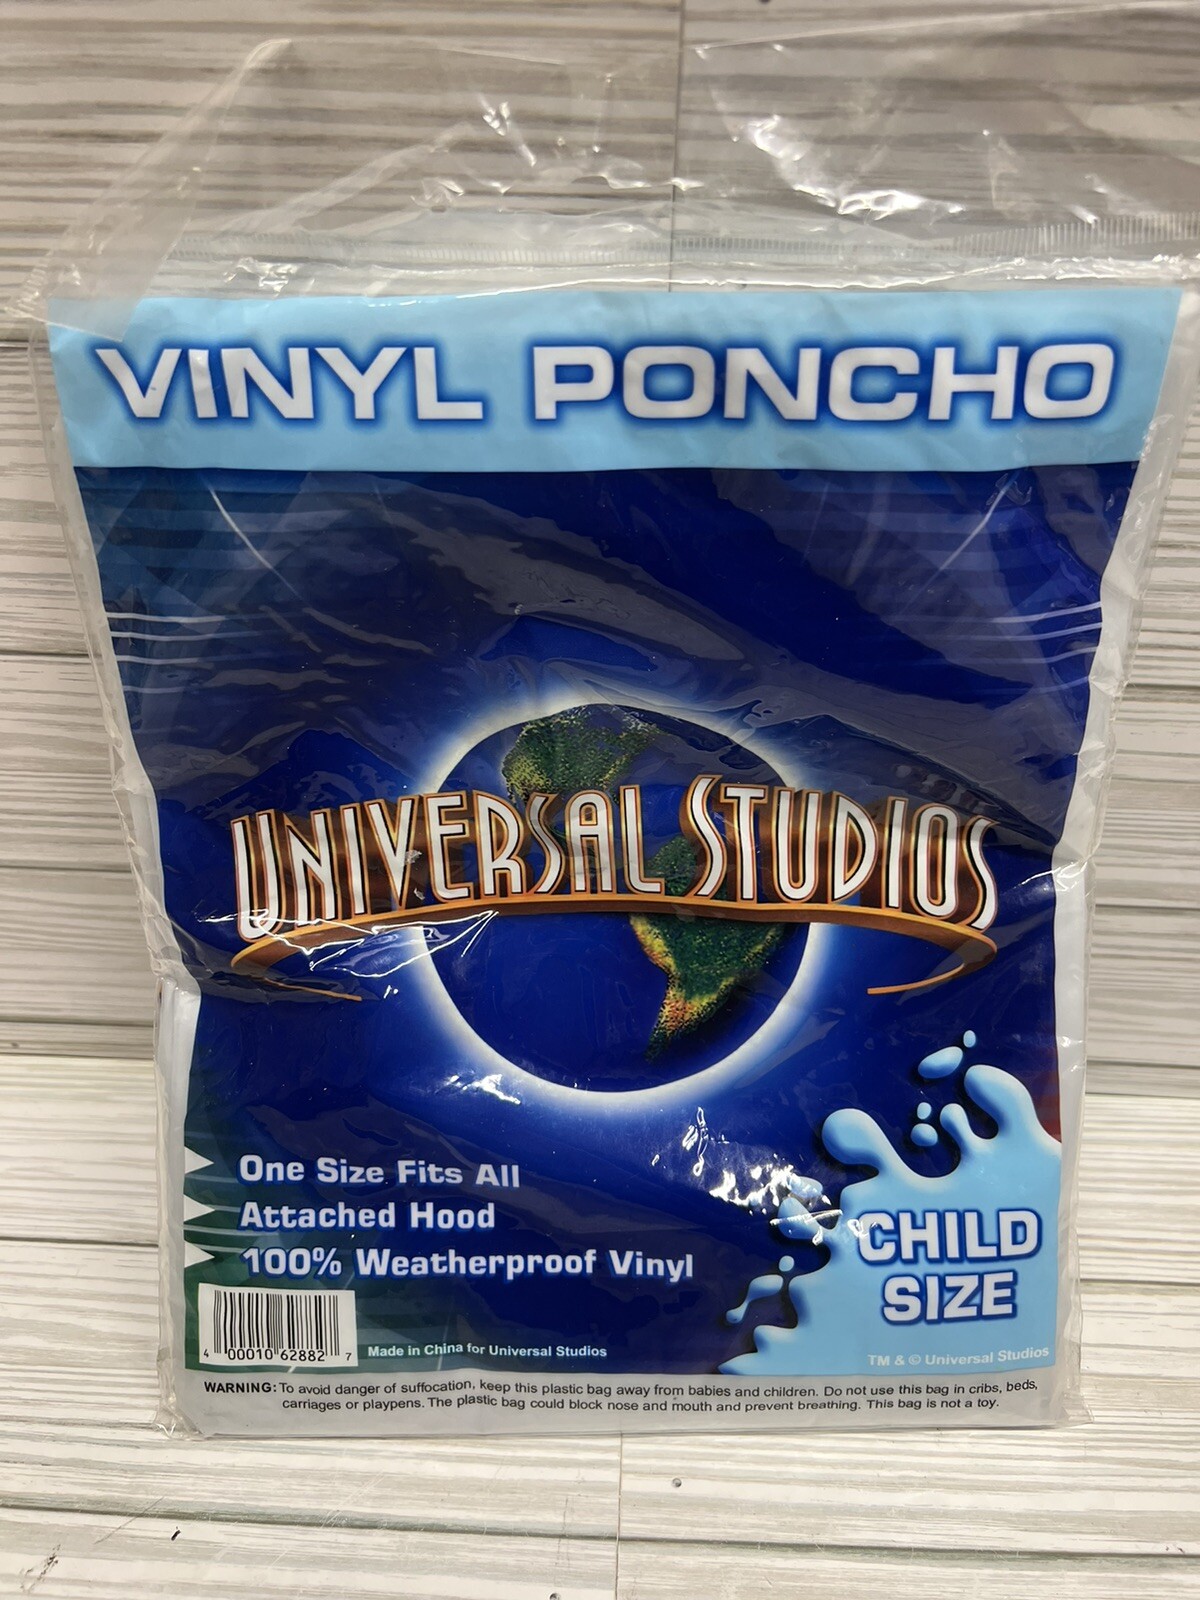 VINYL PONCHO
UNIVERSAL STUDIOS
One Size Fits All
Attached Hood
100% Weatherproof Vinyl
CHILD
SIZE
4 00010 62882 7
Made in China for Universal Studios
TM & © Universal Studios
WARNING: To avoid danger of suffocation, keep this plastic bag away from babies and children. Do not use this bag in cribs, beds,
carriages or playpens. The plastic bag could block nose and mouth and prevent breathing. This bag is not a toy.